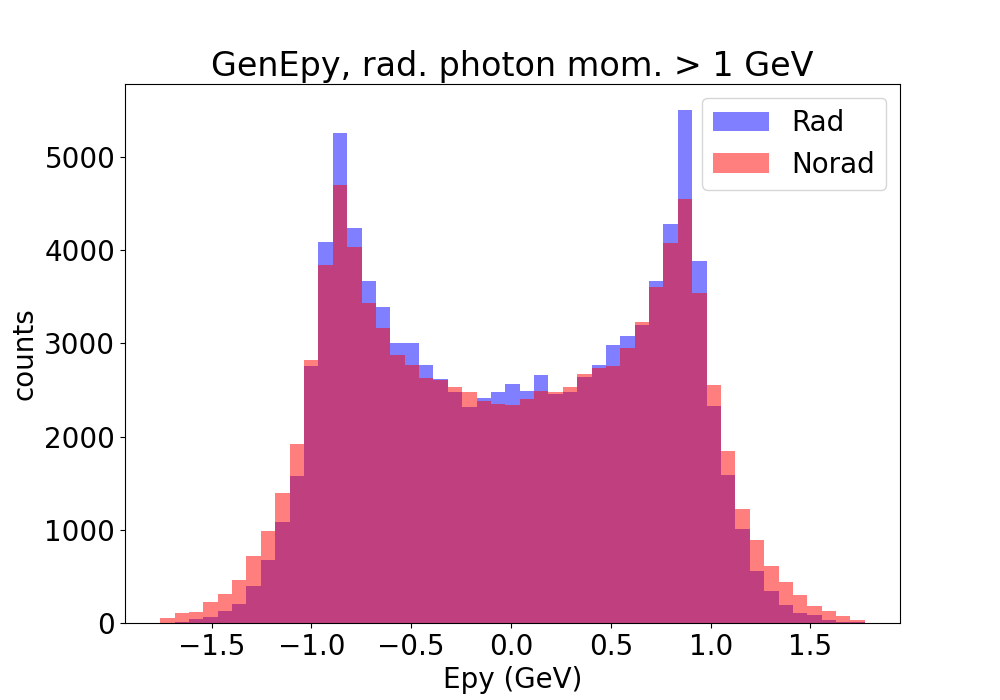 GenEpy, rad. photon mom. > 1 GeV
Rad
Norad
5000
4000
3000
2000
1000
0
counts
−1.5 −1.0 −0.5 0.0 0.5 1.0 1.5
Epy (GeV)